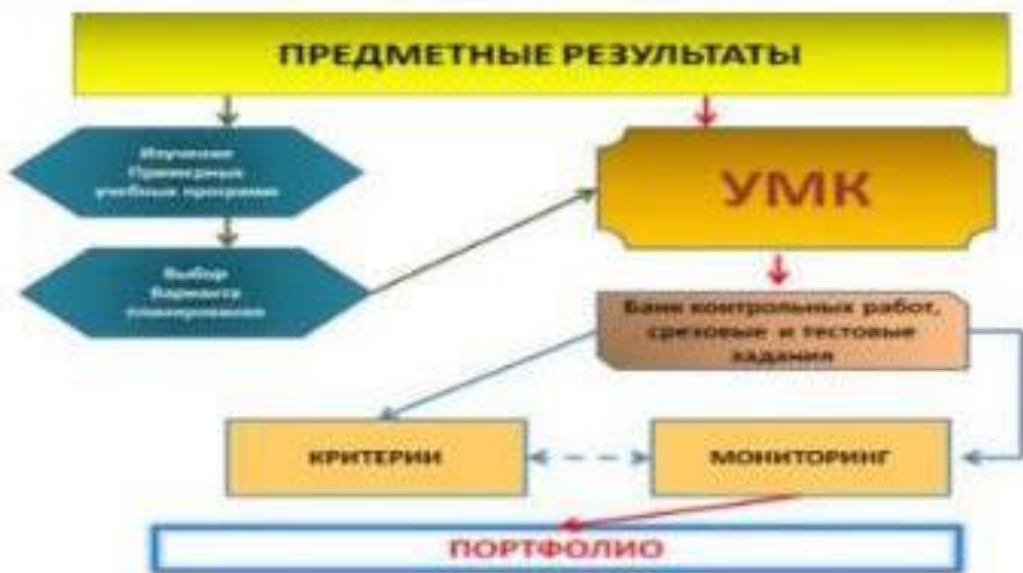 ПРЕДМЕТНЫЕ РЕЗУЛЬТАТЫ
Изучение
Примерных
учебных программ
УМК
Выбор
Варианта
планирования
Банк контрольных работ,
срезовые и тестовые
задания
КРИТЕРИИ
МОНИТОРИНГ
ПОРТФОЛИО